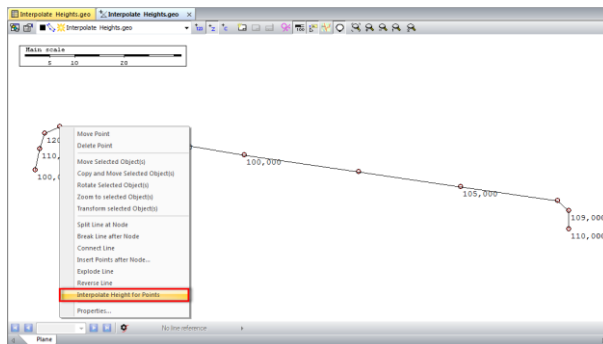 Interpolate Heights.geo
Interpolate Heights.geo ×
Interpolate Heights.geo
Main scale
5 10 20
120
110,
100,
100,000
105,000
109,000
110,000
Move Point
Delete Point
Move Selected Object(s)
Copy and Move Selected Object(s)
Rotate Selected Object(s)
Zoom to selected Object(s)
Transform selected Object(s)
Split Line at Node
Break Line after Node
Connect Line
Insert Points after Node...
Explode Line
Reverse Line
Interpolate Height for Points
Properties...
No line reference
Plane